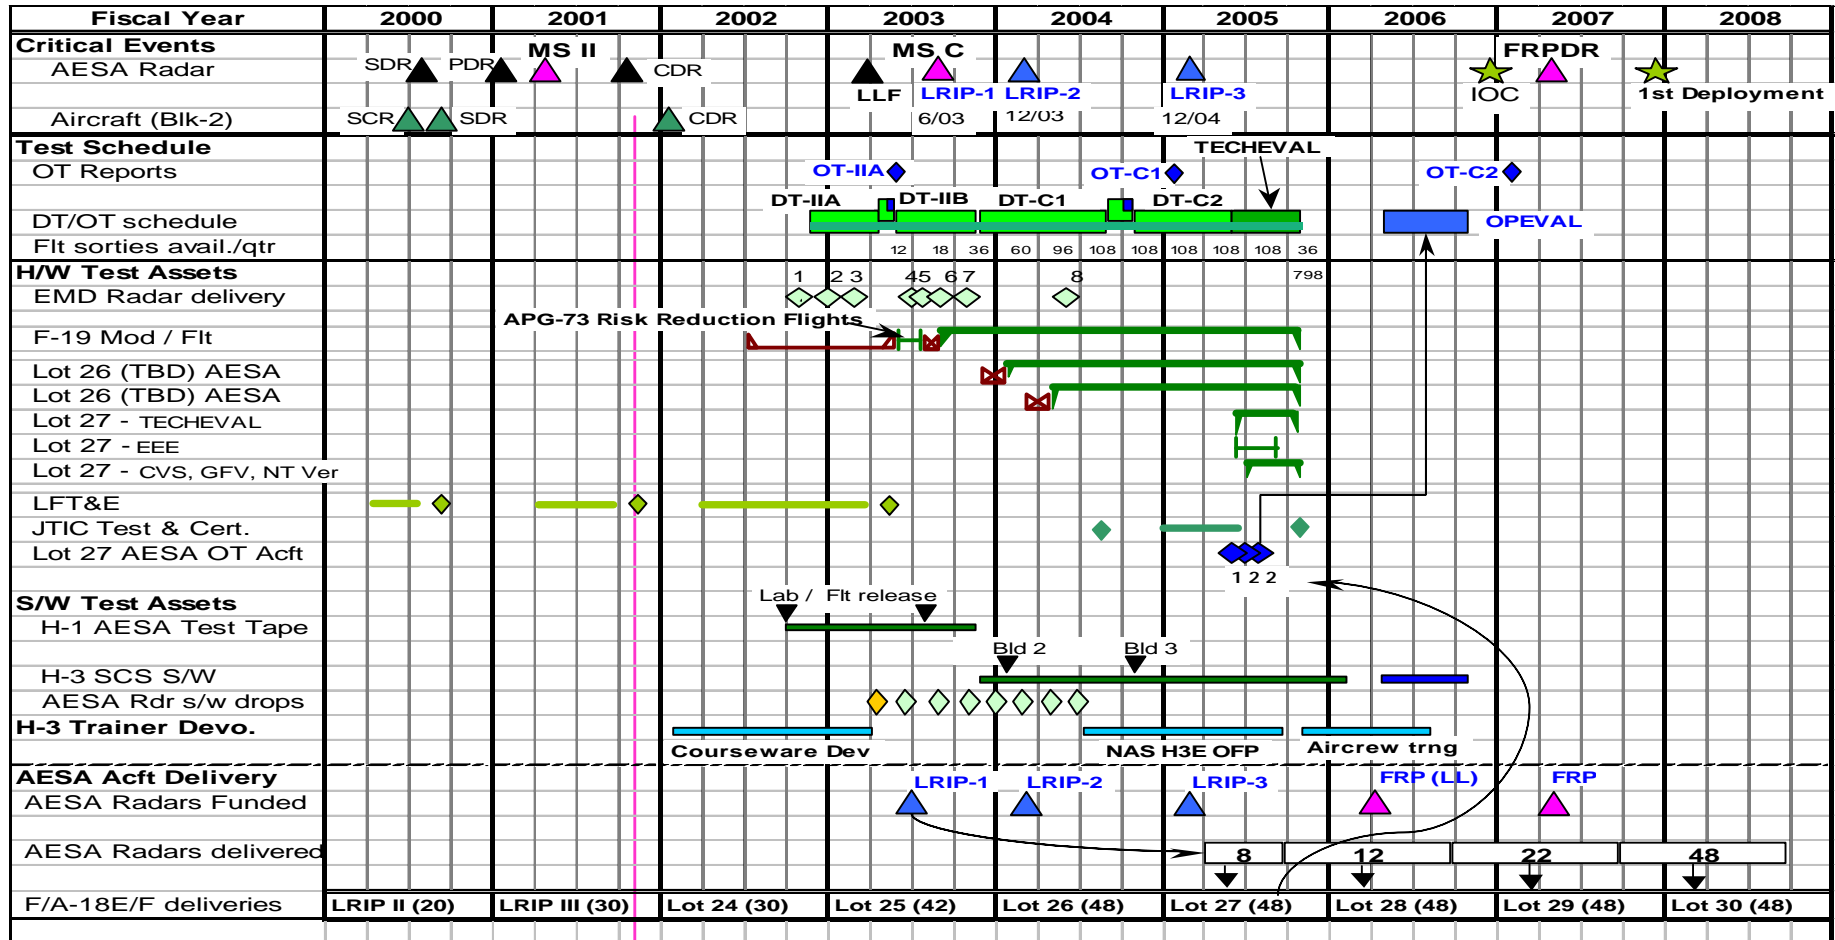 Fiscal Year 2000 2001 2002 2003 2004 2005 2006 2007 2008
Critical Events MS II MS C FRPDR
AESA Radar SDR PDR CDR
LLF LRIP-1 LRIP-2 LRIP-3 IOC 1st Deployment
6/03 12/03 12/04
Aircraft (Blk-2) SCR SDR CDR
Test Schedule TECHEVAL
OT Reports OT-IIA OT-C1 OT-C2
DT-IIA DT-IIB DT-C1 DT-C2
DT/OT schedule OPEVAL
Flt sorties avail./qtr 12 18 36 60 96 108 108 108 108 108 36
H/W Test Assets 798
1 2 3 4 5 6 7 8
EMD Radar delivery
APG-73 Risk Reduction Flights
F-19 Mod / Flt
Lot 26 (TBD) AESA
Lot 26 (TBD) AESA
Lot 27 - TECHEVAL
Lot 27 - EEE
Lot 27 - CVS, GFV, NT Ver
LFT&E
JTIC Test & Cert.
Lot 27 AESA OT Acft
1 2 2
S/W Test Assets Lab / Flt release
H-1 AESA Test Tape
Bld 2 Bld 3
H-3 SCS S/W
AESA Rdr s/w drops
H-3 Trainer Devo.
Courseware Dev NAS H3E OFP Aircrew trng
AESA Acft Delivery LRIP-1 LRIP-2 LRIP-3 FRP (LL) FRP
AESA Radars Funded
AESA Radars delivered 8 12 22 48
F/A-18E/F deliveries LRIP II (20) LRIP III (30) Lot 24 (30) Lot 25 (42) Lot 26 (48) Lot 27 (48) Lot 28 (48) Lot 29 (48) Lot 30 (48)